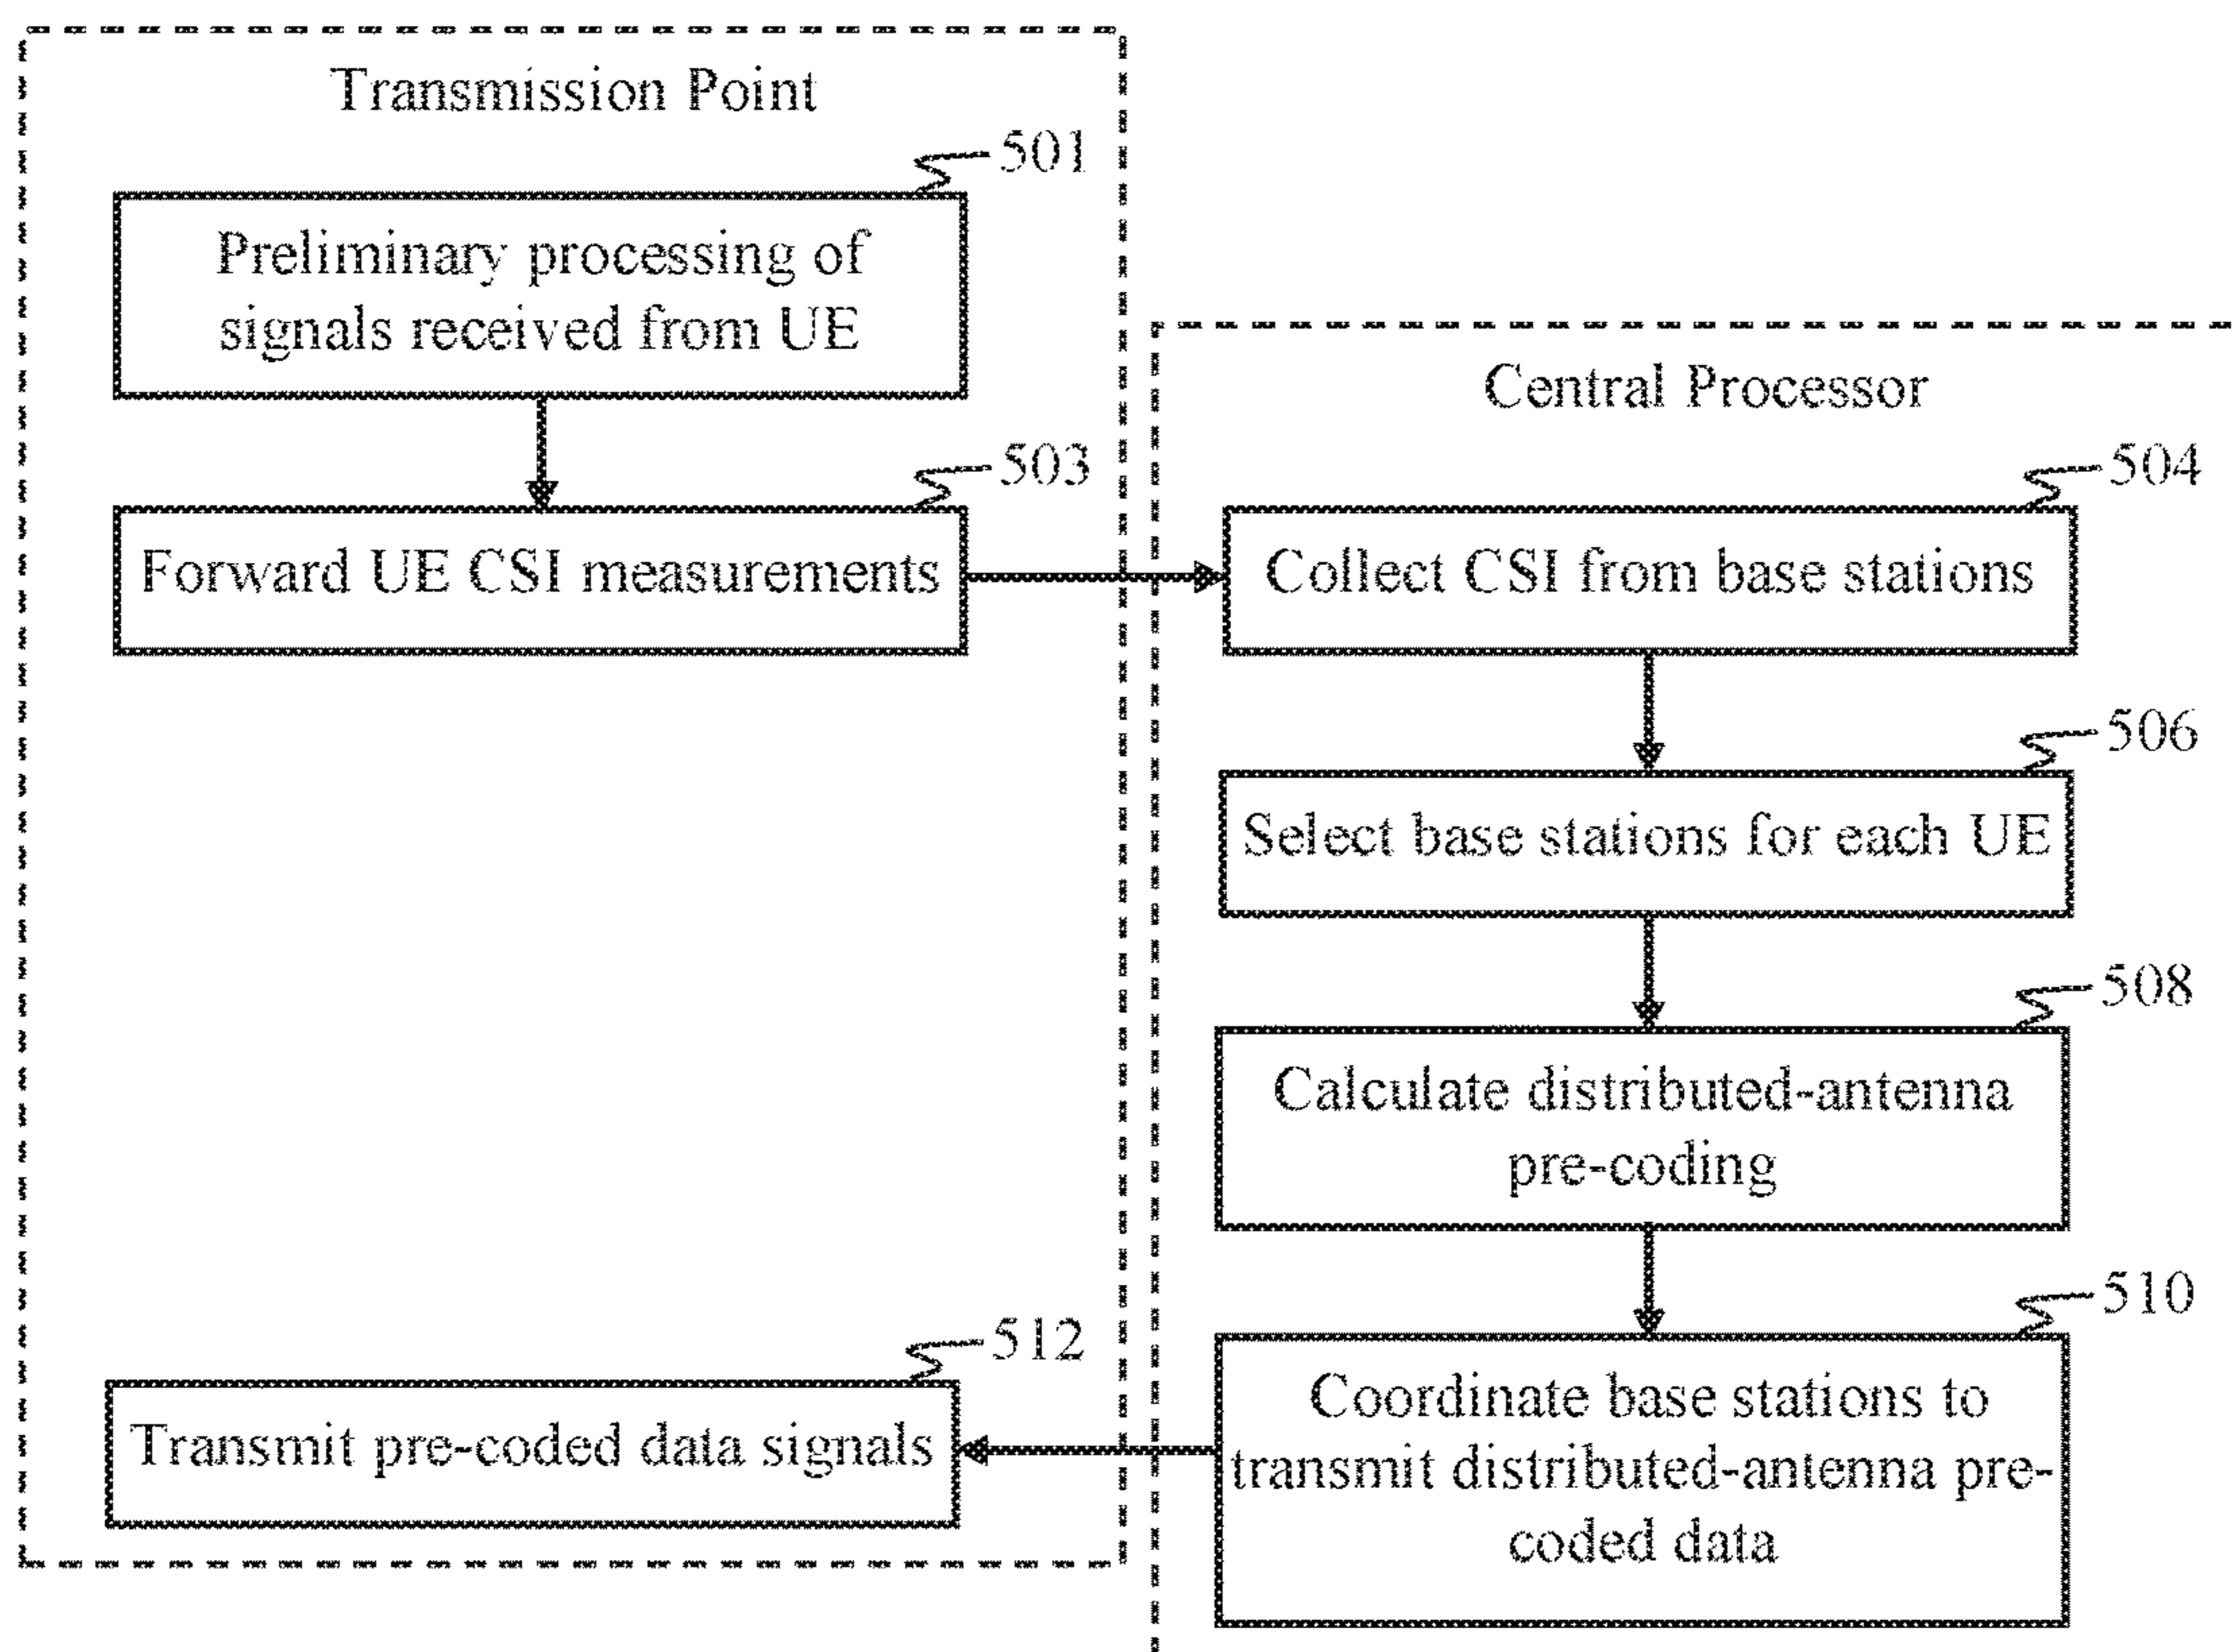 Transmission Point
501
Preliminary processing of
signals received from UE
Central Processor
503
504
Forward UE CSI measurements
Collect CSI from base stations
506
Select base stations for each UE
508
Calculate distributed-antenna
pre-coding
510
512
Coordinate base stations to
transmit distributed-antenna pre-
coded data
Transmit pre-coded data signals